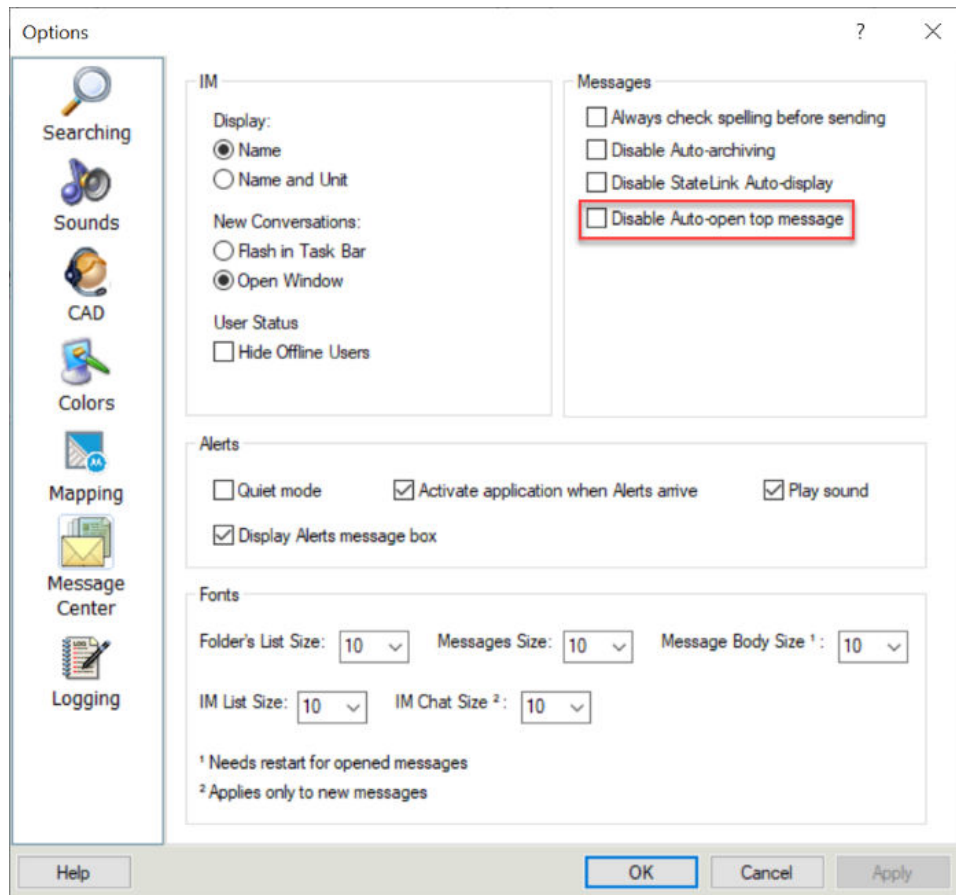 Options
?
Searching
Sounds
CAD
Colors
Mapping
Message
Center
Logging
IM
Display:
Name
Name and Unit
New Conversations:
Flash in Task Bar
Open Window
User Status
Hide Offline Users
Messages
Always check spelling before sending
Disable Auto-archiving
Disable StateLink Auto-display
Disable Auto-open top message
Alerts
Quiet mode Activate application when Alerts arrive Play sound
Display Alerts message box
Fonts
Folder's List Size: 10 Messages Size: 10 Message Body Size ¹ : 10
IM List Size: 10 IM Chat Size ² : 10
¹ Needs restart for opened messages
² Applies only to new messages
Help OK Cancel Apply